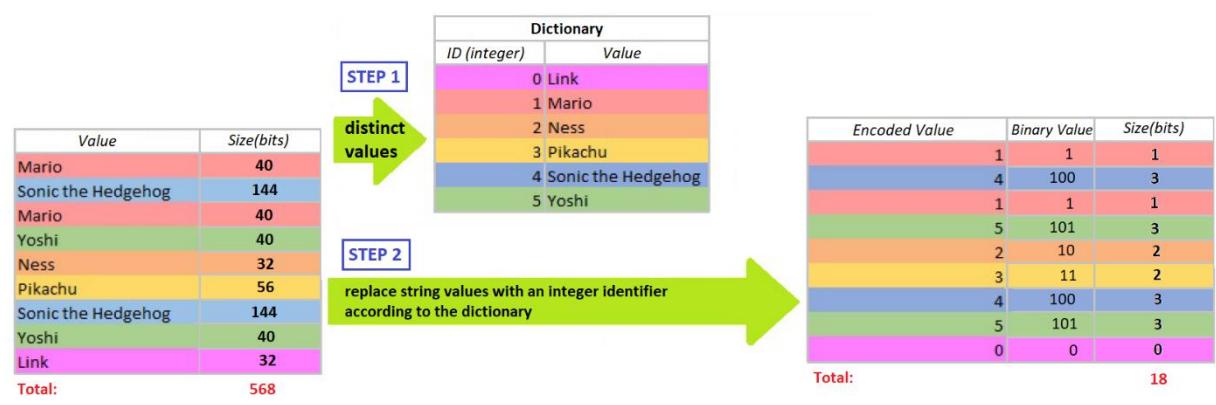 Value Size(bits)
Mario 40
Sonic the Hedgehog 144
Mario 40
Yoshi 40
Ness 32
Pikachu 56
Sonic the Hedgehog 144
Yoshi 40
Link 32
Total: 568
STEP 1
distinct
values
Dictionary
ID (integer) Value
0 Link
1 Mario
2 Ness
3 Pikachu
4 Sonic the Hedgehog
5 Yoshi
STEP 2
replace string values with an integer identifier
according to the dictionary
Encoded Value Binary Value Size(bits)
1 1 1
4 100 3
1 1 1
5 101 3
2 10 2
3 11 2
4 100 3
5 101 3
0 0 0
Total: 18